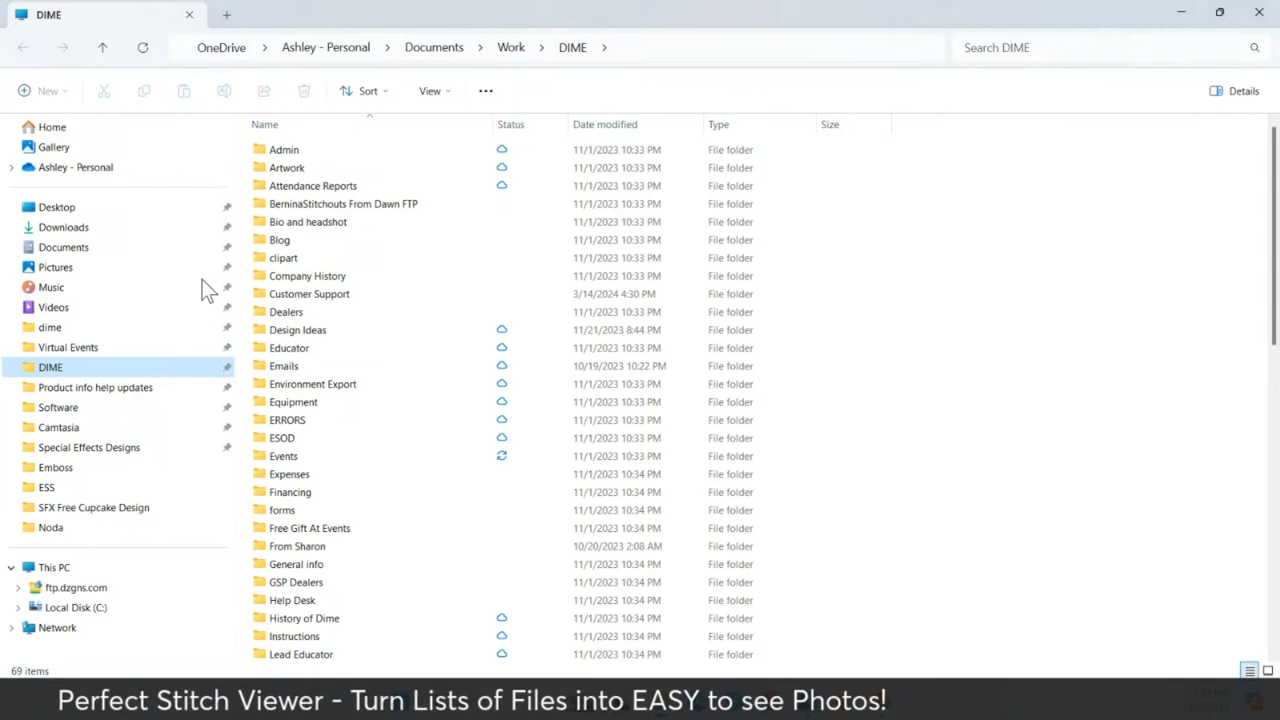 DIME
OneDrive > Ashley - Personal > Documents > Work > DIME >
Search DIME
New
Sort
View
Details
Name Status Date modified Type Size
Home
Gallery
Ashley - Personal
Desktop
Downloads
Documents
Pictures
Music
Videos
dime
Virtual Events
DIME
Product info help updates
Software
Camtasia
Special Effects Designs
Emboss
ESS
SFX Free Cupcake Design
Noda
This PC
ftp.dzgns.com
Local Disk (C:)
Network
Admin 11/1/2023 10:33 PM File folder
Artwork 11/1/2023 10:33 PM File folder
Attendance Reports 11/1/2023 10:33 PM File folder
BerninaStitchouts From Dawn FTP 11/1/2023 10:33 PM File folder
Bio and headshot 11/1/2023 10:33 PM File folder
Blog 11/1/2023 10:33 PM File folder
clipart 11/1/2023 10:33 PM File folder
Company History 11/1/2023 10:33 PM File folder
Customer Support 3/14/2024 4:30 PM File folder
Dealers 11/1/2023 10:33 PM File folder
Design Ideas 11/21/2023 8:44 PM File folder
Educator 11/1/2023 10:33 PM File folder
Emails 10/19/2023 10:22 PM File folder
Environment Export 11/1/2023 10:33 PM File folder
Equipment 11/1/2023 10:33 PM File folder
ERRORS 11/1/2023 10:33 PM File folder
ESOD 11/1/2023 10:33 PM File folder
Events 11/1/2023 10:33 PM File folder
Expenses 11/1/2023 10:34 PM File folder
Financing 11/1/2023 10:34 PM File folder
forms 11/1/2023 10:34 PM File folder
Free Gift At Events 11/1/2023 10:34 PM File folder
From Sharon 10/20/2023 2:08 AM File folder
General info 11/1/2023 10:34 PM File folder
GSP Dealers 11/1/2023 10:34 PM File folder
Help Desk 11/1/2023 10:34 PM File folder
History of Dime 11/1/2023 10:34 PM File folder
Instructions 11/1/2023 10:34 PM File folder
Lead Educator 11/1/2023 10:34 PM File folder
69 items
Perfect Stitch Viewer - Turn Lists of Files into EASY to see Photos!